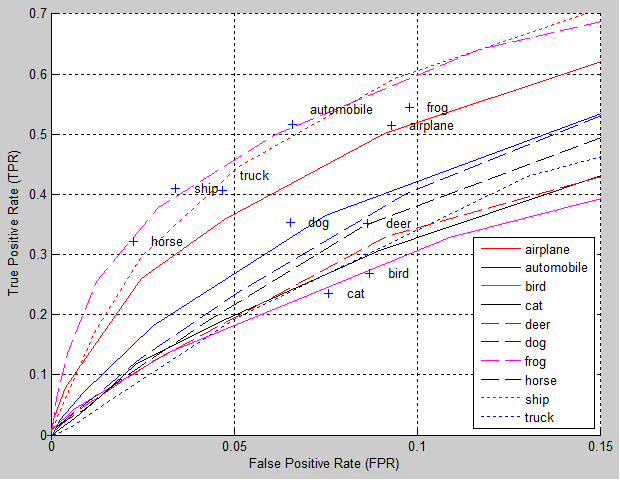 0.7
0.6
0.5
0.4
0.3
0.2
0.1
0
True Positive Rate (TPR)
automobile
frog
airplane
truck
ship
dog
deer
horse
bird
cat
airplane
automobile
bird
cat
deer
dog
frog
horse
ship
truck
0
0.05
0.1
0.15
False Positive Rate (FPR)